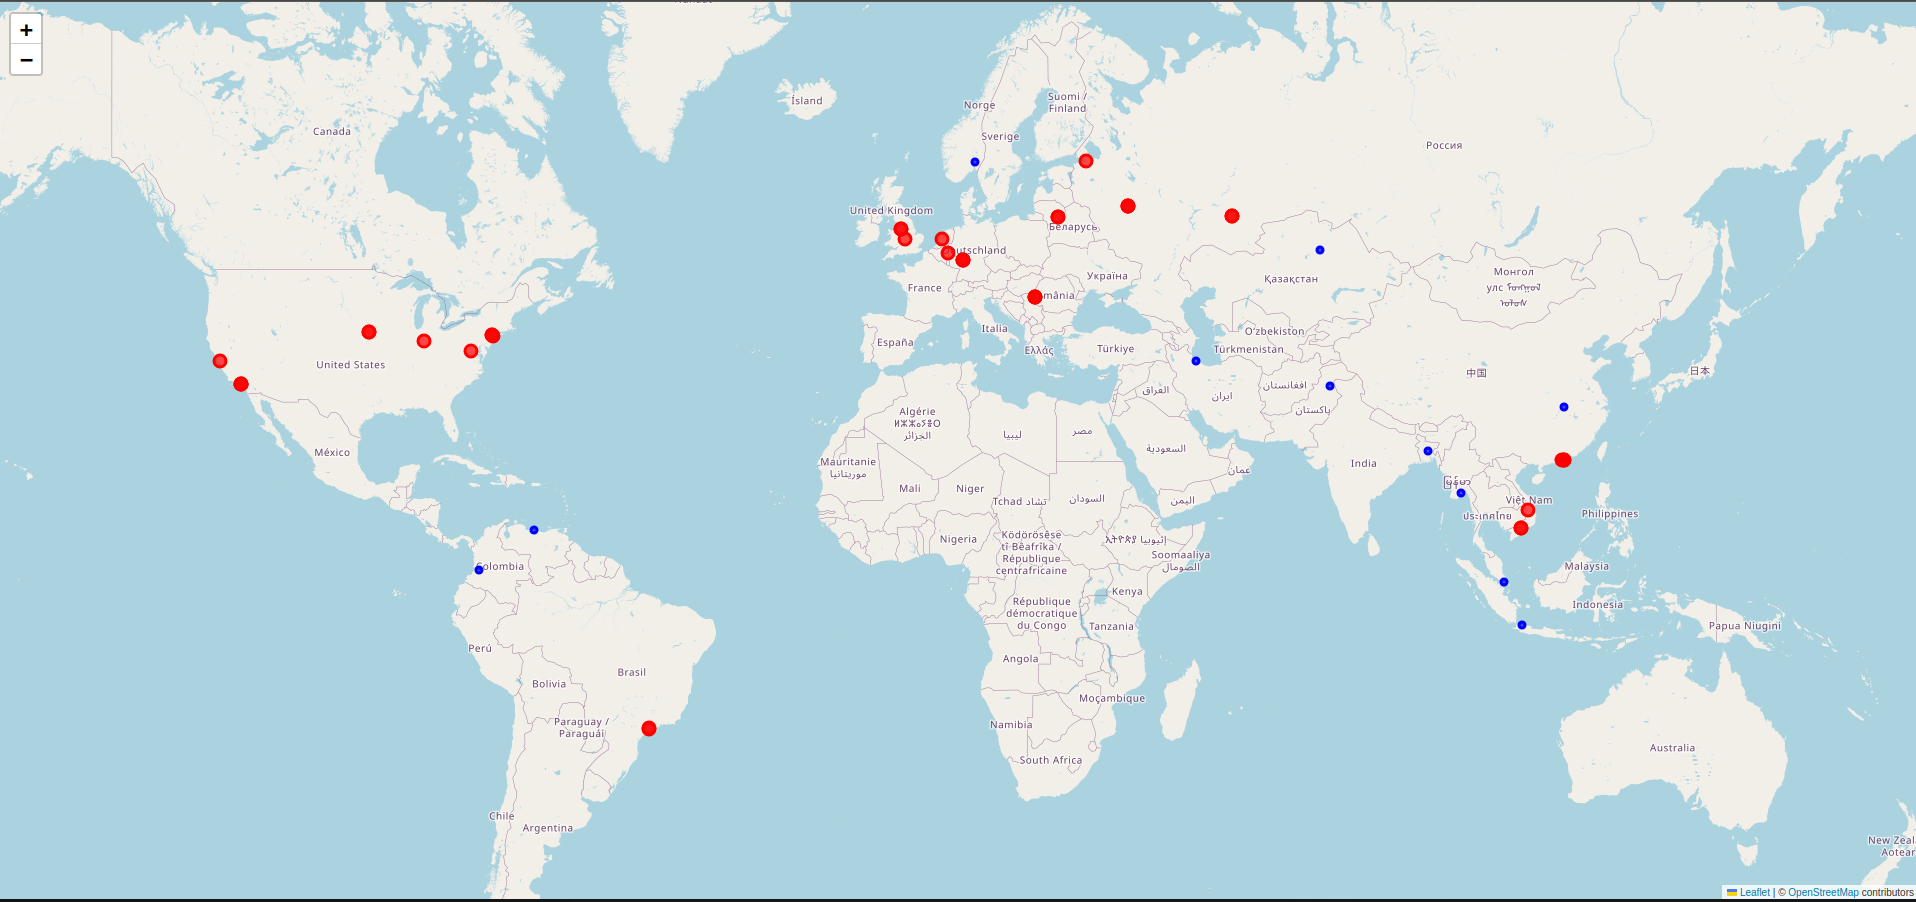 +
−
Ísland
Norge
Suomi /
Finland
Sverige
Россия
Canada
United Kingdom
Беларусь
utschland
Україна
France
mânia
Italia
España
Ελλάς
Türkiye
Қазақстан
Монгол
улс ᠮᠣᠩᠭᠣᠯ
ᠤᠯᠤᠰ
Oʻzbekiston
Türkmenistan
افغانستان
پاکستان
ایران
العراق
中国
日本
United States
México
Algérie
ⵍⵣⵣⴰⵢⴻⵔ
الجزائر
ليبيا
مصر
السعودية
عمان
اليمن
India
Mauritanie
موريتانيا
Mali
Niger
Tchad تشاد
السودان
မြန်မာ
Việt Nam
ประเทศไทย
Philippines
Nigeria
Ködörösêse
tî Bêafrîka /
République
centrafricaine
ኢትዮጵያ إثيوبيا
Soomaaliya
الصومال
Colombia
Malaysia
Kenya
Indonesia
République
démocratique
du Congo
Tanzania
Papua Niugini
Perú
Brasil
Angola
Bolivia
Moçambique
Paraguay /
Paraguái
Namibia
Australia
South Africa
Chile
Argentina
New Zeal
Aotear
Leaflet | © OpenStreetMap contributors